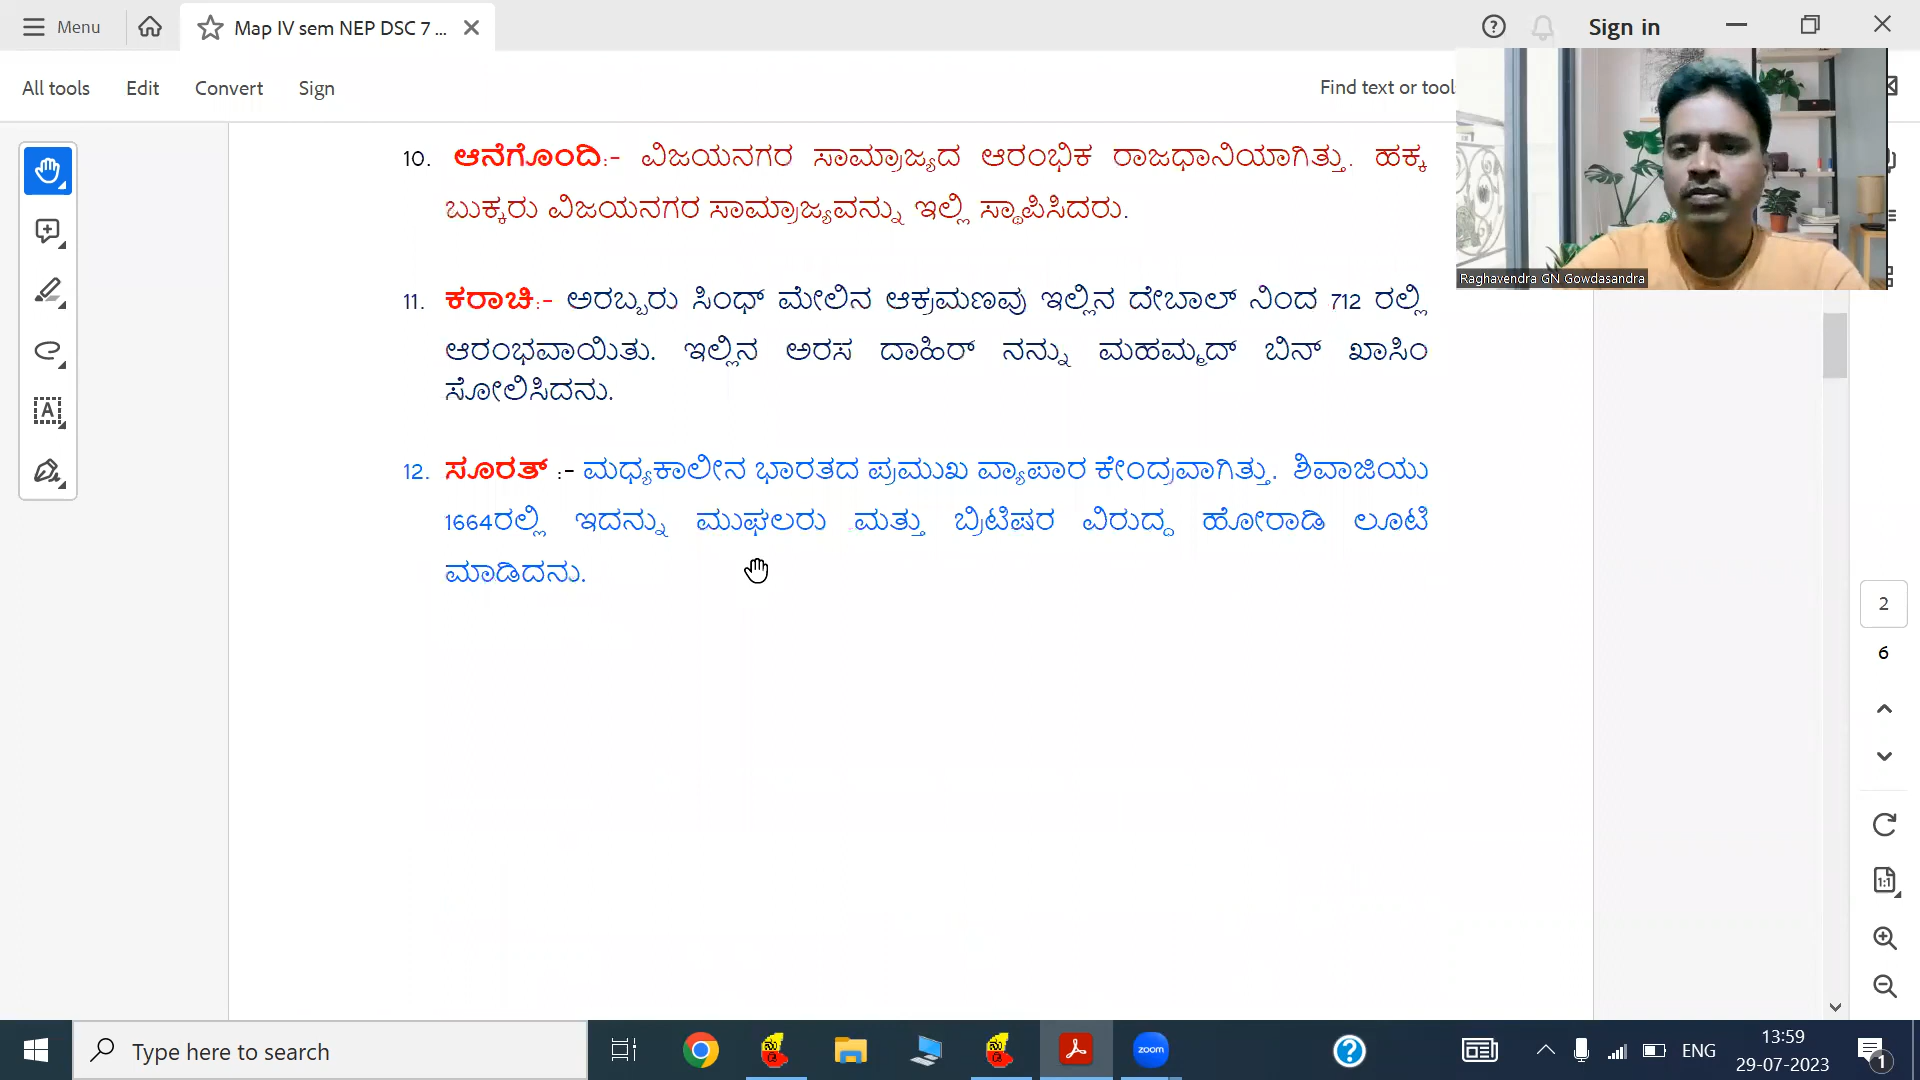 Menu
Map IV sem NEP DSC 7 ...
Sign in
All tools Edit Convert Sign
Find text or tool
Raghavendra GN Gowdasandra
10. ಆನೆಗೊಂದಿ:- ವಿಜಯನಗರ ಸಾಮ್ರಾಜ್ಯದ ಆರಂಭಿಕ ರಾಜಧಾನಿಯಾಗಿತ್ತು. ಹಕ್ಕ
ಬುಕ್ಕರು ವಿಜಯನಗರ ಸಾಮ್ರಾಜ್ಯವನ್ನು ಇಲ್ಲಿ ಸ್ಥಾಪಿಸಿದರು.
11. ಕರಾಚಿ:- ಅರಬ್ಬರು ಸಿಂಧ್ ಮೇಲಿನ ಆಕ್ರಮಣವು ಇಲ್ಲಿನ ದೇಬಾಲ್ ನಿಂದ 712 ರಲ್ಲಿ
ಆರಂಭವಾಯಿತು. ಇಲ್ಲಿನ ಅರಸ ದಾಹಿರ್ ನನ್ನು ಮಹಮ್ಮದ್ ಬಿನ್ ಖಾಸಿಂ
ಸೋಲಿಸಿದನು.
12. ಸೂರತ್ :- ಮಧ್ಯಕಾಲೀನ ಭಾರತದ ಪ್ರಮುಖ ವ್ಯಾಪಾರ ಕೇಂದ್ರವಾಗಿತ್ತು. ಶಿವಾಜಿಯು
1664ರಲ್ಲಿ ಇದನ್ನು ಮುಘಲರು ಮತ್ತು ಬ್ರಿಟಿಷರ ವಿರುದ್ದ ಹೋರಾಡಿ ಲೂಟಿ
ಮಾಡಿದನು.
2
6
1:1
Type here to search
zoom
ENG
13:59
29-07-2023
1